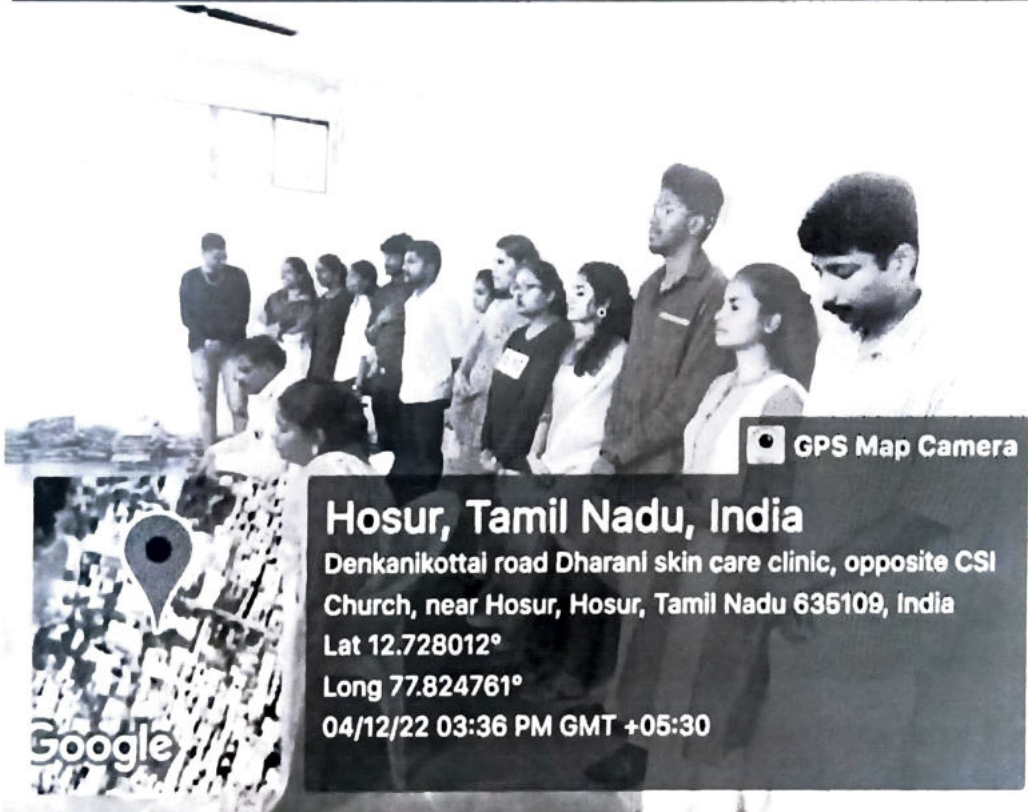 GPS Map Camera
Hosur, Tamil Nadu, India
Denkanikottai road Dharani skin care clinic, opposite CSI
Church, near Hosur, Hosur, Tamil Nadu 635109, India
Lat 12.728012°
Long 77.824761°
04/12/22 03:36 PM GMT +05:30
Google